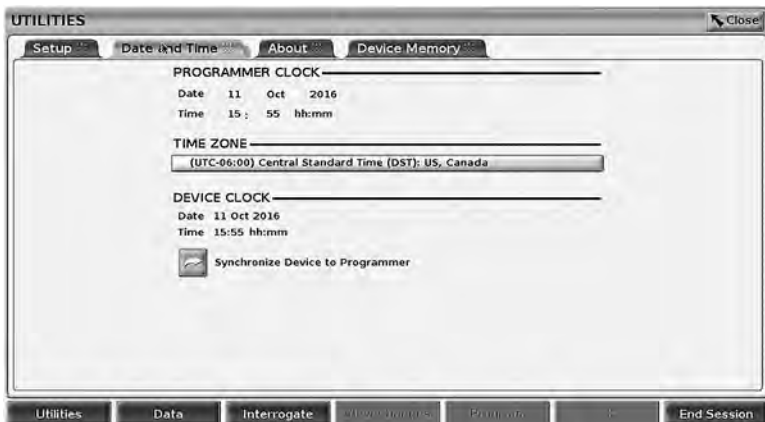 UTILITIES
Close
Setup
Date and Time
About
Device Memory
PROGRAMMER CLOCK
Date 11 Oct 2016
Time 15 : 55 hh:mm
TIME ZONE
(UTC-06:00) Central Standard Time (DST): US, Canada
DEVICE CLOCK
Date 11 Oct 2016
Time 15:55 hh:mm
Synchronize Device to Programmer
Utilities
Data
Interrogate
End Session